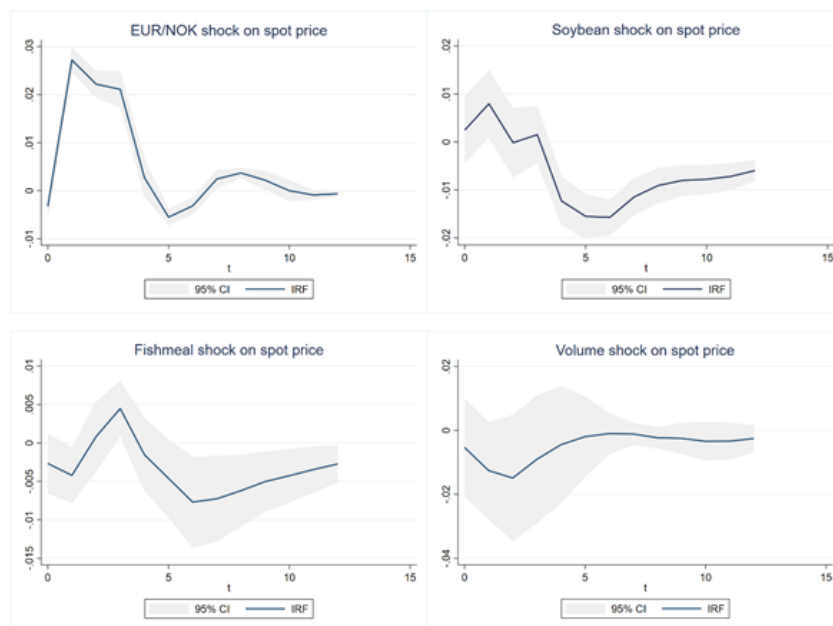 EUR/NOK shock on spot price
.03
.02
.01
0
-.01
0 5 10 15
t
95% CI IRF
Soybean shock on spot price
.02
.01
0
-.01
-.02
0 5 10 15
t
95% CI IRF
Fishmeal shock on spot price
.01
.005
0
-.005
-.01
-.015
0 5 10 15
t
95% CI IRF
Volume shock on spot price
.02
0
-.02
-.04
0 5 10 15
t
95% CI IRF